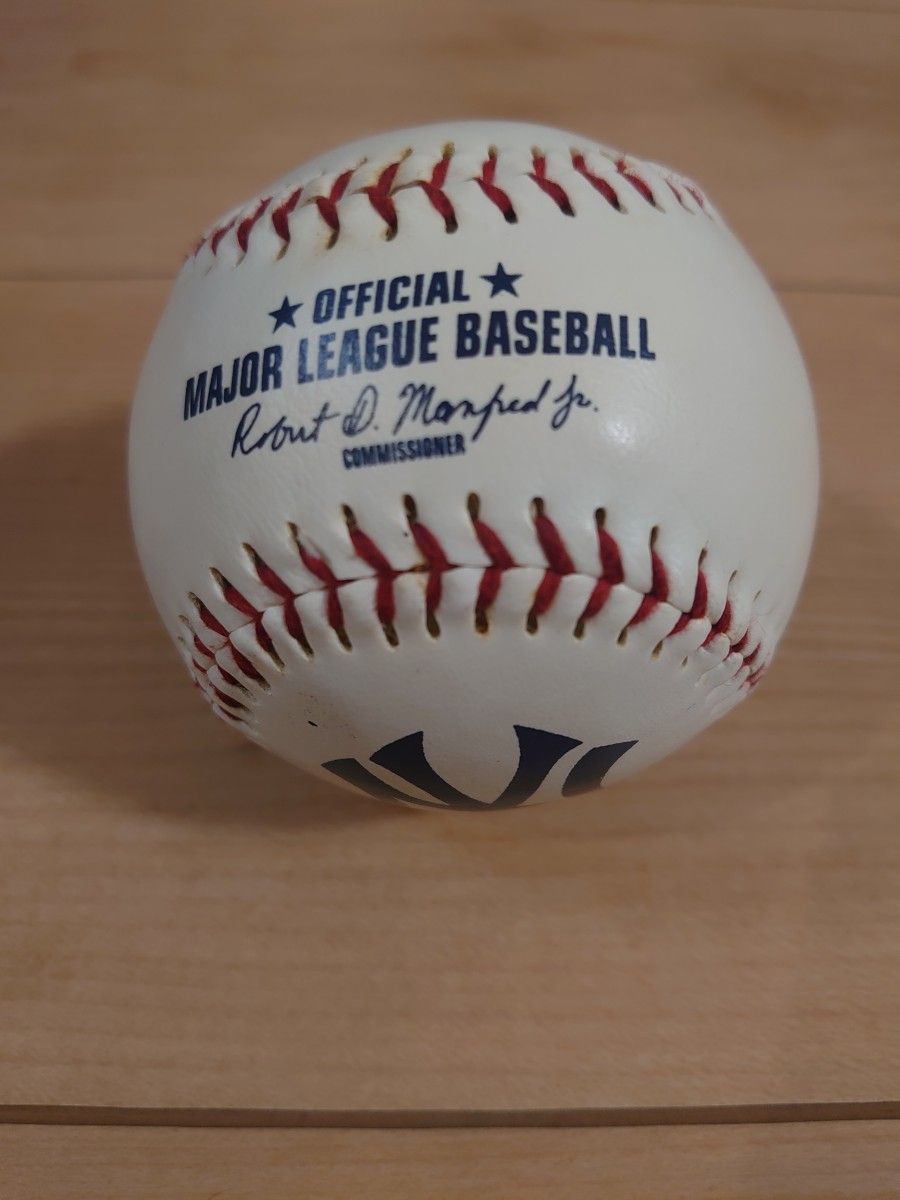 ★ OFFICIAL ★
MAJOR LEAGUE BASEBALL
Robert D. Manfred Jr.
COMMISSIONER